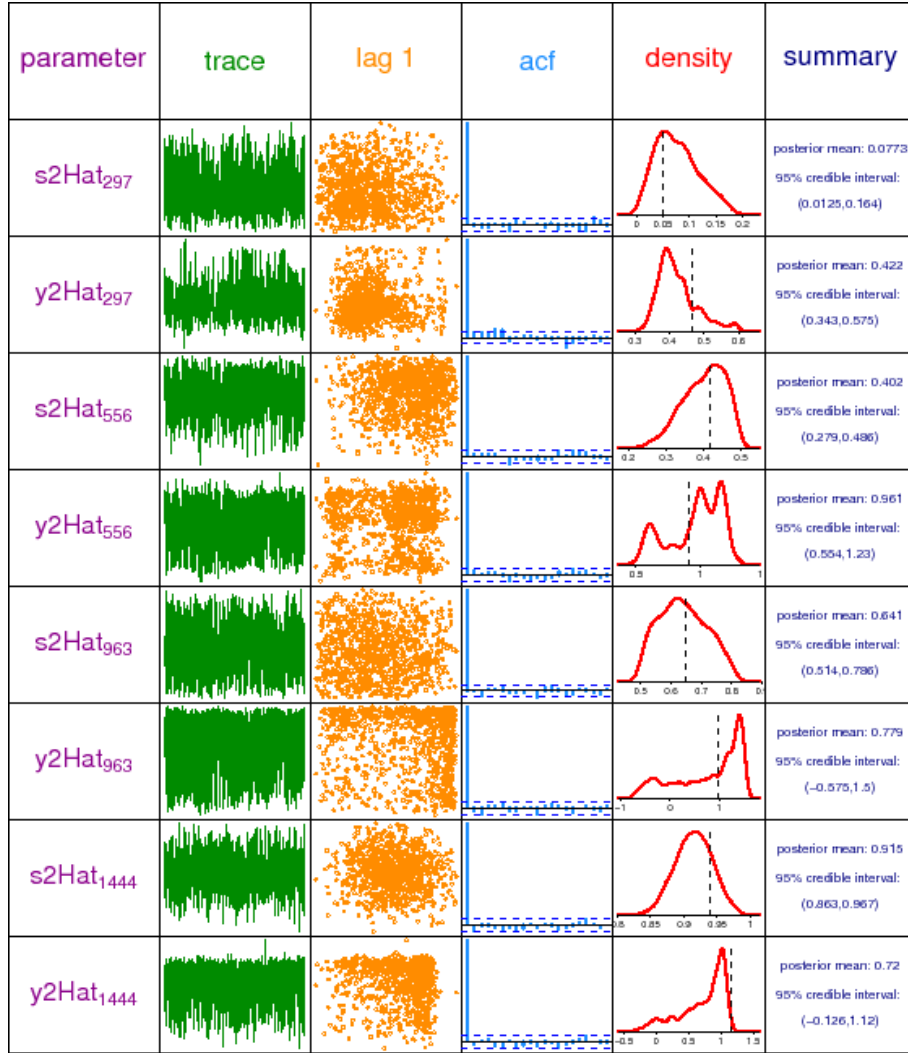 parameter trace lag 1 acf density summary
s2Hat297
posterior mean: 0.0773
95% credible interval:
(0.0125,0.164)
0 0.05 0.1 0.15 0.2
y2Hat297
posterior mean: 0.422
95% credible interval:
(0.343,0.575)
0.3 0.4 0.5 0.6
s2Hat556
posterior mean: 0.402
95% credible interval:
(0.279,0.486)
0.2 0.3 0.4 0.5
y2Hat556
posterior mean: 0.961
95% credible interval:
(0.554,1.23)
0.5 1 1
s2Hat963
posterior mean: 0.641
95% credible interval:
(0.514,0.786)
0.5 0.6 0.7 0.8 0.9
y2Hat963
posterior mean: 0.779
95% credible interval:
(−0.575,1.5)
−1 0 1
s2Hat1444
posterior mean: 0.915
95% credible interval:
(0.863,0.967)
0.8 0.85 0.9 0.95 1
y2Hat1444
posterior mean: 0.72
95% credible interval:
(−0.126,1.12)
−0.5 0 0.5 1 1.5